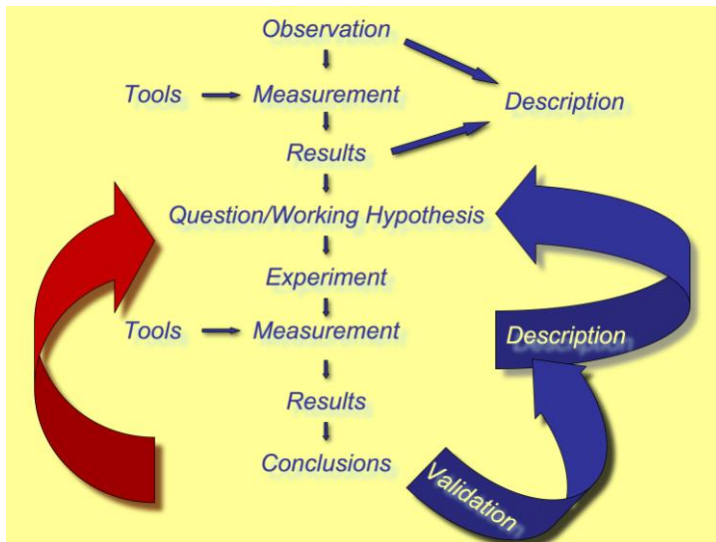 Observation
Tools
Measurement
Description
Results
Question/Working Hypothesis
Experiment
Tools
Measurement
Description
Results
Conclusions
Validation